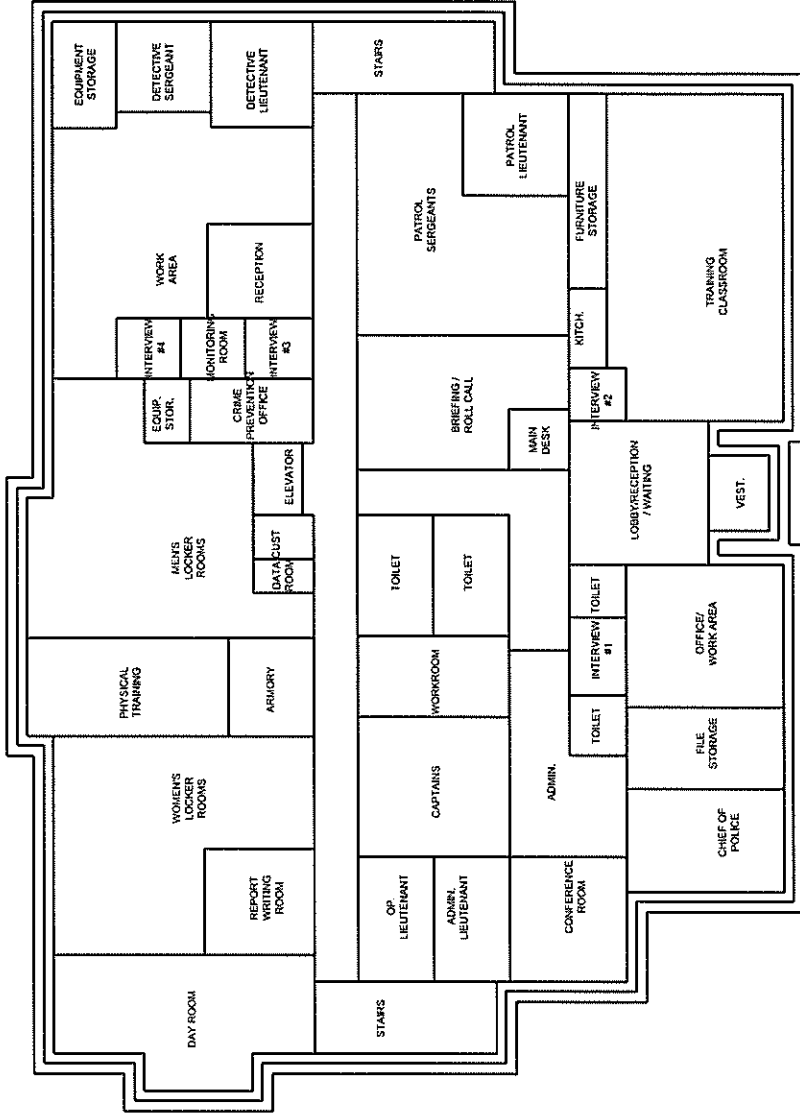 DAY ROOM
WOMEN'S
LOCKER
ROOMS
REPORT
WRITING
ROOM
PHYSICAL
TRAINING
ARMORY
MEN'S
LOCKER
ROOMS
DATA
ROOM
CUST
ELEVATOR
EQUIP.
STOR.
CRIME
PREVENTION
OFFICE
INTERVIEW
#4
MONITORING
ROOM
INTERVIEW
#3
WORK
AREA
RECEPTION
EQUIPMENT
STORAGE
DETECTIVE
SERGEANT
DETECTIVE
LIEUTENANT
STAIRS
OP.
LIEUTENANT
ADMIN.
LIEUTENANT
CAPTAINS
WORKROOM
TOILET
TOILET
BRIEFING /
ROLL CALL
MAIN
DESK
PATROL
SERGEANTS
PATROL
LIEUTENANT
STAIRS
CONFERENCE
ROOM
ADMIN.
TOILET
INTERVIEW
#1
TOILET
LOBBY/RECEPTION
/ WAITING
INTERVIEW
#2
KITCH.
FURNITURE
STORAGE
CHIEF OF
POLICE
FILE
STORAGE
OFFICE/
WORK AREA
VEST.
TRAINING
CLASSROOM